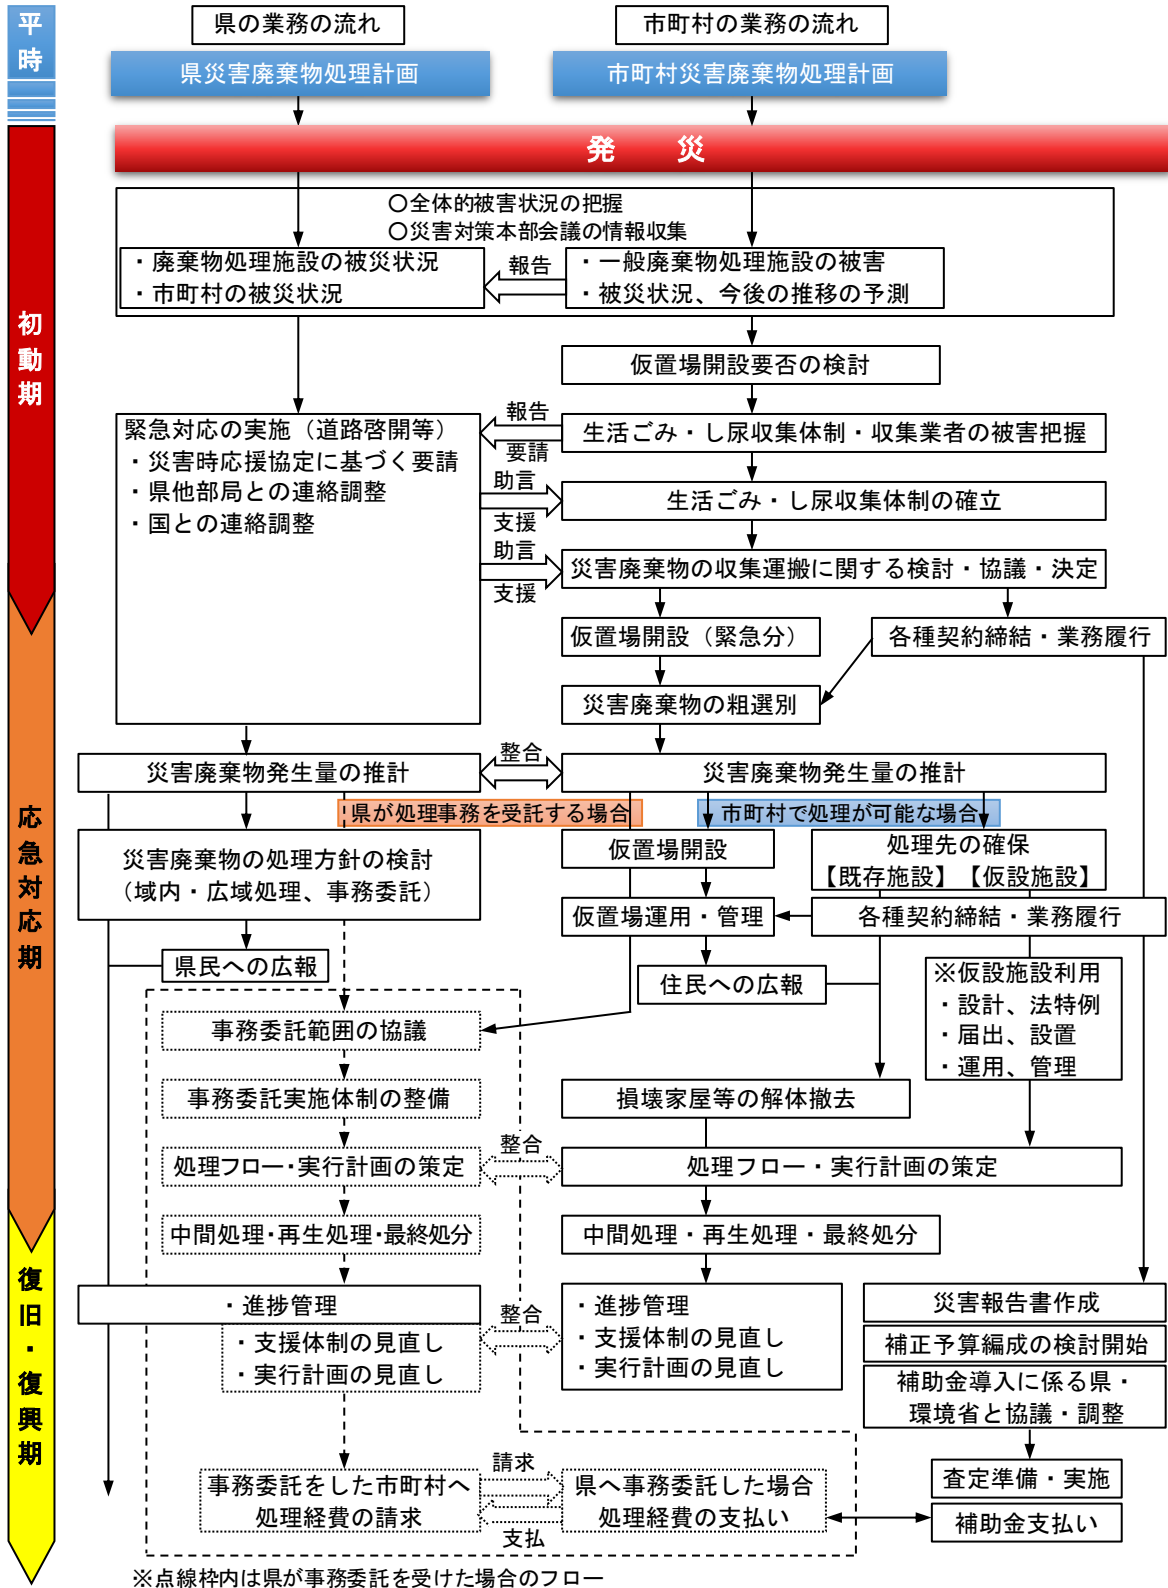 平時
県の業務の流れ
市町村の業務の流れ
県災害廃棄物処理計画
市町村災害廃棄物処理計画
発　災
初動期
○全体的被害状況の把握
○災害対策本部会議の情報収集
・廃棄物処理施設の被災状況
・市町村の被災状況
報告
・一般廃棄物処理施設の被害
・被災状況、今後の推移の予測
仮置場開設要否の検討
緊急対応の実施（道路啓開等）
・災害時応援協定に基づく要請
・県他部局との連絡調整
・国との連絡調整
報告
要請
生活ごみ・し尿収集体制・収集業者の被害把握
助言
支援
生活ごみ・し尿収集体制の確立
助言
支援
災害廃棄物の収集運搬に関する検討・協議・決定
仮置場開設（緊急分）
各種契約締結・業務履行
災害廃棄物の粗選別
応急対応期
災害廃棄物発生量の推計
整合
災害廃棄物発生量の推計
県が処理事務を受託する場合
市町村で処理が可能な場合
災害廃棄物の処理方針の検討
（域内・広域処理、事務委託）
仮置場開設
処理先の確保
【既存施設】【仮設施設】
仮置場運用・管理
各種契約締結・業務履行
県民への広報
住民への広報
※仮設施設利用
・設計、法特例
・届出、設置
・運用、管理
事務委託範囲の協議
事務委託実施体制の整備
損壊家屋等の解体撤去
処理フロー・実行計画の策定
整合
処理フロー・実行計画の策定
中間処理・再生処理・最終処分
中間処理・再生処理・最終処分
復旧・復興期
・進捗管理
・支援体制の見直し
・実行計画の見直し
整合
・進捗管理
・支援体制の見直し
・実行計画の見直し
災害報告書作成
補正予算編成の検討開始
補助金導入に係る県・
環境省と協議・調整
事務委託をした市町村へ
処理経費の請求
請求
支払
県へ事務委託した場合
処理経費の支払い
査定準備・実施
補助金支払い
※点線枠内は県が事務委託を受けた場合のフロー